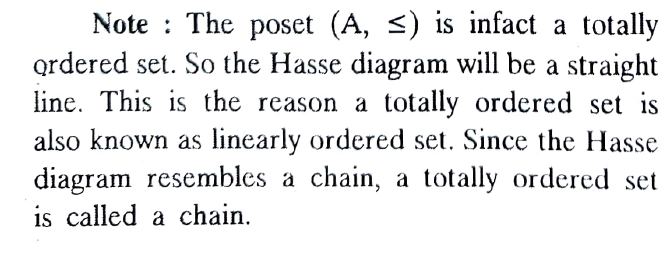 Note : The poset (A, ≤) is infact a totally
ordered set. So the Hasse diagram will be a straight
line. This is the reason a totally ordered set is
also known as linearly ordered set. Since the Hasse
diagram resembles a chain, a totally ordered set
is called a chain.